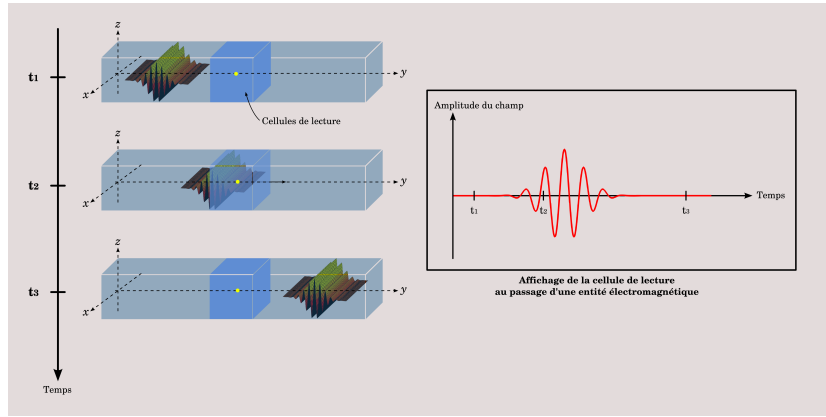 z
t1
y
x
Cellules de lecture
z
t2
x
z
t3
y
x
Temps
Amplitude du champ
Temps
t1
t2
t3
Affichage de la cellule de lecture
au passage d'une entité électromagnétique